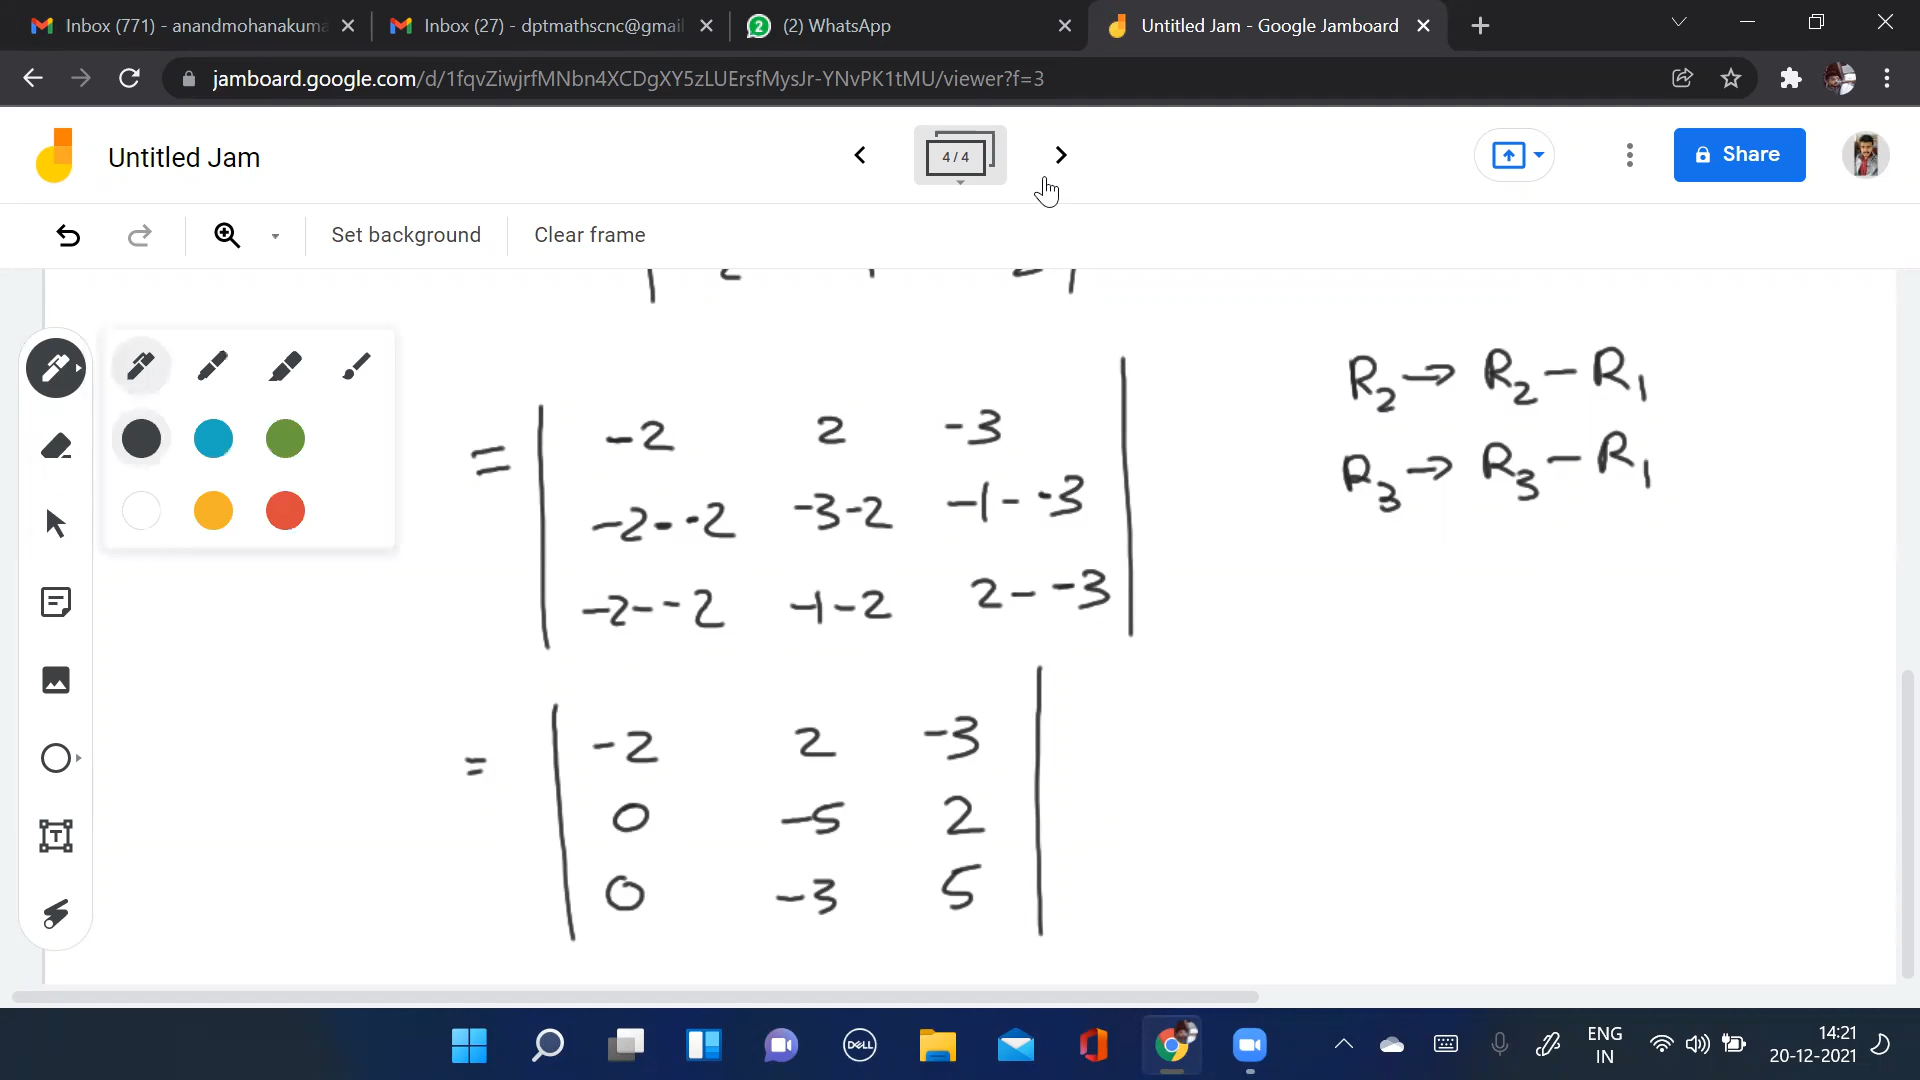 Inbox (771) - anandmohanakuma
Inbox (27) - dptmathscnc@gmail
2 (2) WhatsApp
Untitled Jam - Google Jamboard
jamboard.google.com/d/1fqvZiwjrfMNbn4XCDgXY5zLUErsfMysJr-YNvPK1tMU/viewer?f=3
Untitled Jam
4 / 4
Share
Set background
Clear frame
R2 → R2 - R1
= | -2 2 -3 |
R3 → R3 - R1
| -2--2 -3-2 -1--3 |
| -2--2 -1-2 2--3 |
= | -2 2 -3 |
| 0 -5 2 |
| 0 -3 5 |
T
DELL
ENG
IN
14:21
20-12-2021